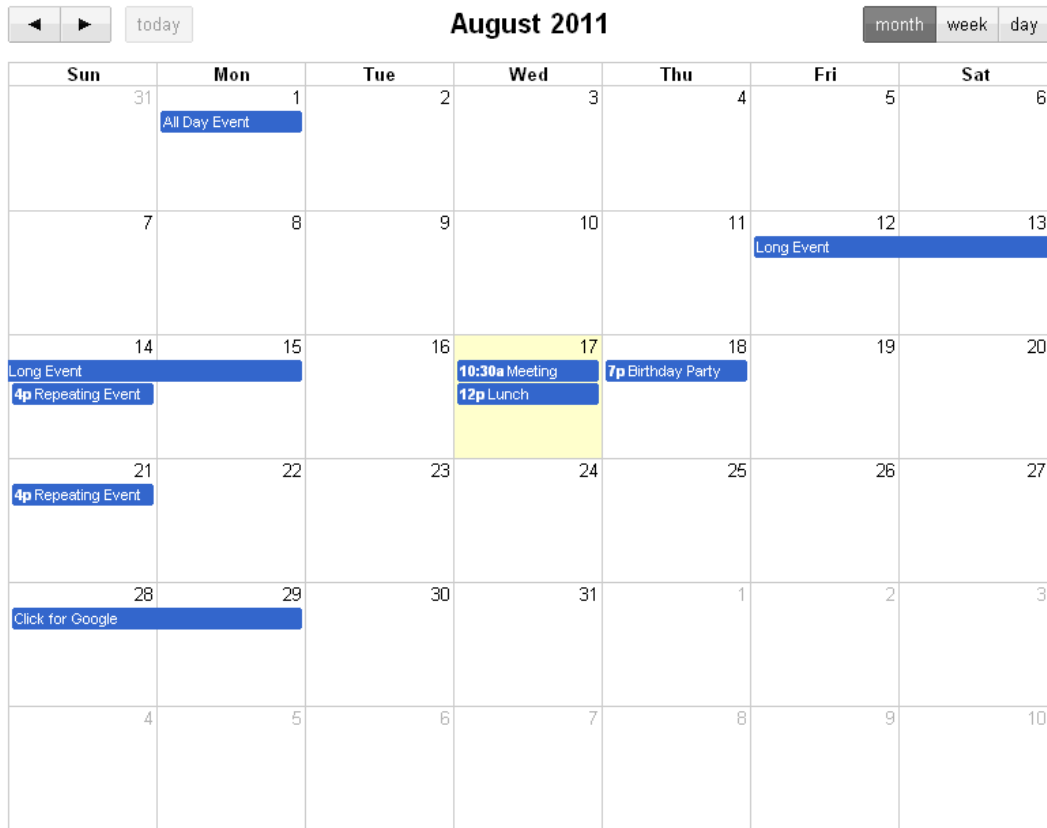 ◄ ► today August 2011 month week day
Sun Mon Tue Wed Thu Fri Sat
31 1 2 3 4 5 6
All Day Event
7 8 9 10 11 12 13
Long Event
14 15 16 17 18 19 20
Long Event 10:30a Meeting 7p Birthday Party
4p Repeating Event 12p Lunch
21 22 23 24 25 26 27
4p Repeating Event
28 29 30 31 1 2 3
Click for Google
4 5 6 7 8 9 10